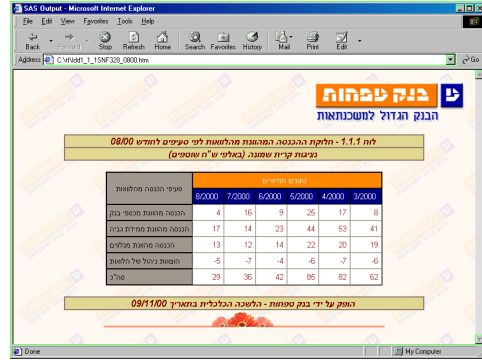 SAS Output - Microsoft Internet Explorer
File Edit View Favorites Tools Help
Back Forward Stop Refresh Home Search Favorites History Mail Print Edit
Address C:\rf\dd1_1_1SNF328_0800.htm Go
בנק טפחות
הבנק הגדול למשכנתאות
לוח 1.1.1 - חלוקת ההכנסה המהוונת מהלוואות לפי סעיפים לחודש 08/00
נציגות קרית שמונה (באלפי ש"ח שוטפים)
סעיפי הכנסה מהלוואות נתונים חודשיים
8/2000 7/2000 6/2000 5/2000 4/2000 3/2000
הכנסה מהוונת מכספי בנק 4 16 9 25 17 8
הכנסה מהוונת ממידת גביה 17 14 23 44 53 41
הכנסה מהוונת מנלווים 13 12 14 22 20 19
הוצאות ניהול של הלוואות -5 -7 -4 -6 -7 -6
סה"כ 29 36 42 85 82 62
הופק על ידי בנק טפחות - הלשכה הכלכלית בתאריך 09/11/00
Done My Computer